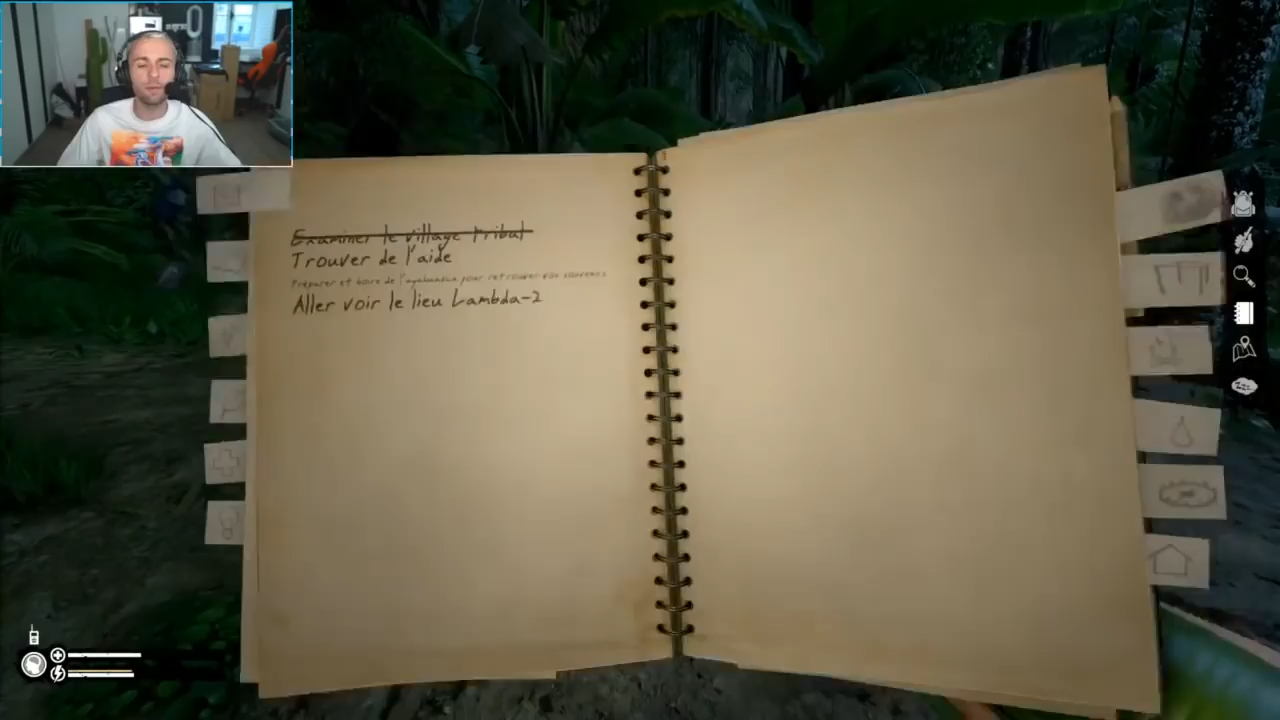 Examiner le village tribal
Trouver de l'aide
Préparer et boire de l'ayahuasca pour retrouver vos souvenirs
Aller voir le lieu Lambda-2